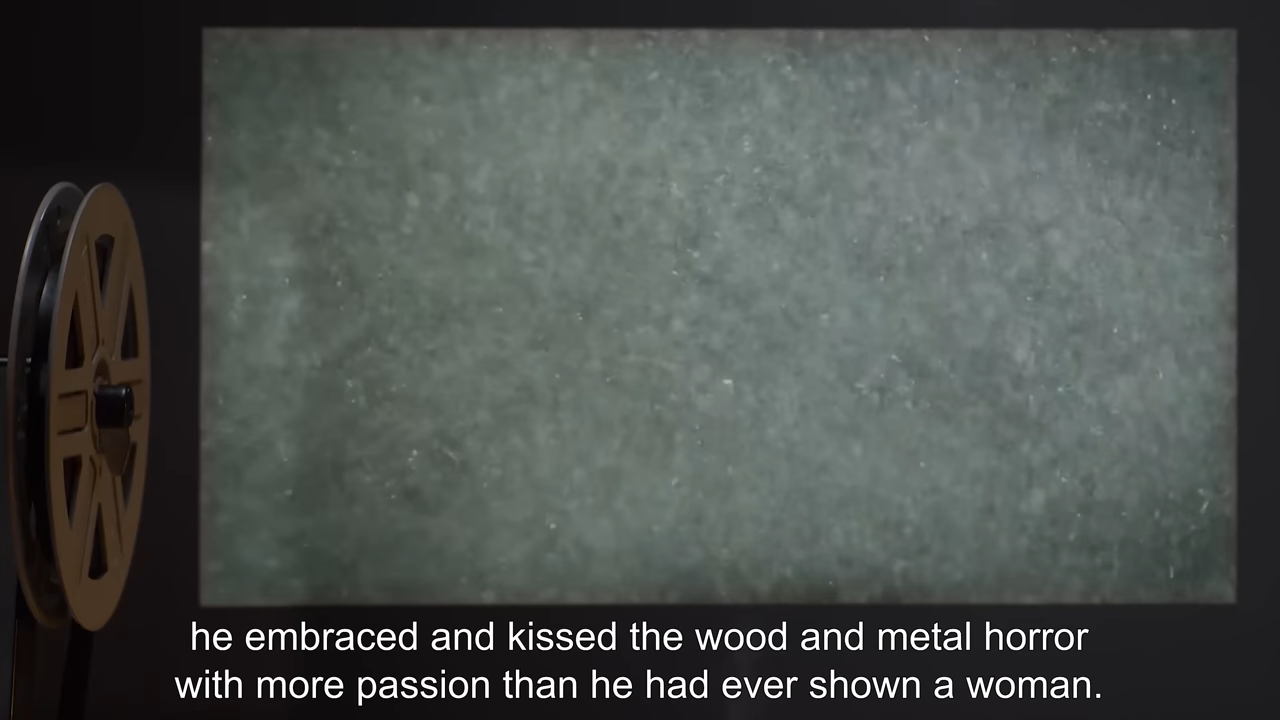 he embraced and kissed the wood and metal horror
with more passion than he had ever shown a woman.